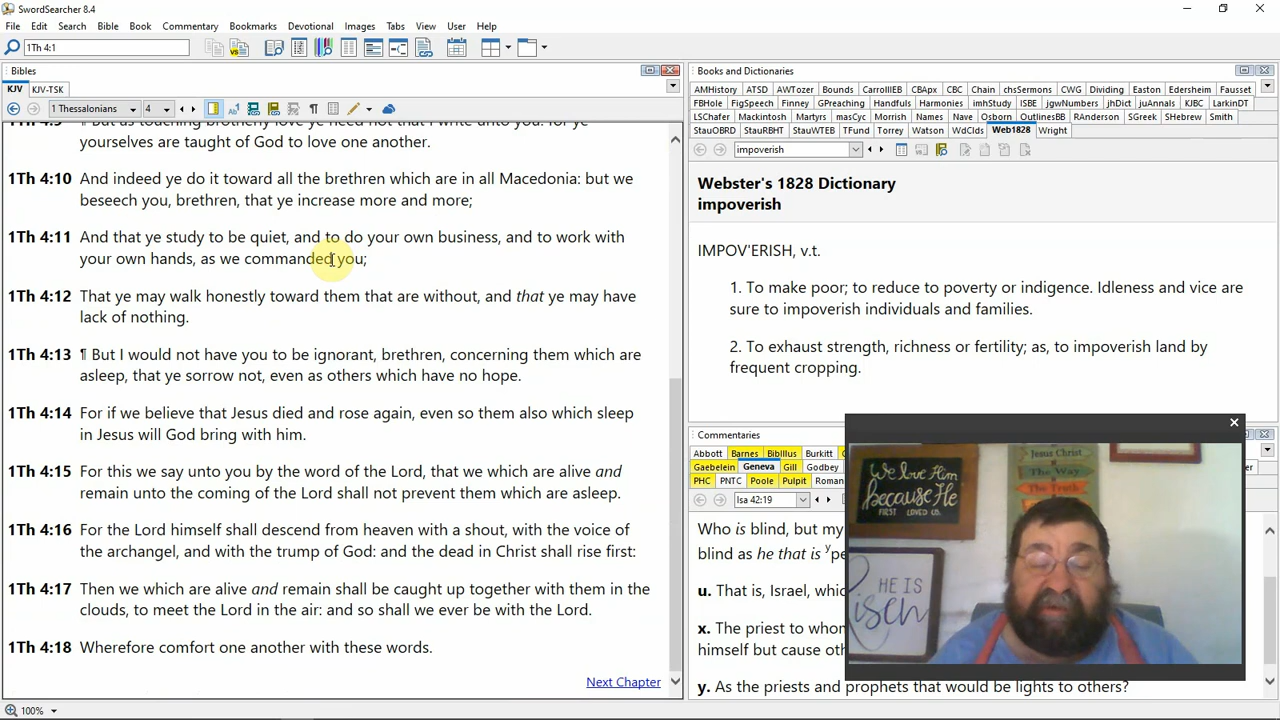 SwordSearcher 8.4
File Edit Search Bible Book Commentary Bookmarks Devotional Images Tabs View User Help
1Th 4:1
Bibles
KJV KJV-TSK
1 Thessalonians 4
yourselves are taught of God to love one another.
1Th 4:10 And indeed ye do it toward all the brethren which are in all Macedonia: but we
beseech you, brethren, that ye increase more and more;
1Th 4:11 And that ye study to be quiet, and to do your own business, and to work with
your own hands, as we commanded you;
1Th 4:12 That ye may walk honestly toward them that are without, and that ye may have
lack of nothing.
1Th 4:13 ¶ But I would not have you to be ignorant, brethren, concerning them which are
asleep, that ye sorrow not, even as others which have no hope.
1Th 4:14 For if we believe that Jesus died and rose again, even so them also which sleep
in Jesus will God bring with him.
1Th 4:15 For this we say unto you by the word of the Lord, that we which are alive and
remain unto the coming of the Lord shall not prevent them which are asleep.
1Th 4:16 For the Lord himself shall descend from heaven with a shout, with the voice of
the archangel, and with the trump of God: and the dead in Christ shall rise first:
1Th 4:17 Then we which are alive and remain shall be caught up together with them in the
clouds, to meet the Lord in the air: and so shall we ever be with the Lord.
1Th 4:18 Wherefore comfort one another with these words.
Next Chapter
100%
Books and Dictionaries
AMHistory ATSD AWTozer Bounds CarrollIEB CBApx CBC Chain chsSermons CWG Dividing Easton Edersheim Fausset
FBHole FigSpeech Finney GPreaching Handfuls Harmonies imhStudy ISBE jgwNumbers jhDict juAnnals KJBC LarkinDT
LSChafer Mackintosh Martyrs masCyc Morrish Names Nave Osborn OutlinesBB RAnderson SGreek SHebrew Smith
StauOBRD StauRBHT StauWTEB TFund Torrey Watson WdClds Web1828 Wright
impoverish
Webster's 1828 Dictionary
impoverish
IMPOV'ERISH, v.t.
1. To make poor; to reduce to poverty or indigence. Idleness and vice are
sure to impoverish individuals and families.
2. To exhaust strength, richness or fertility; as, to impoverish land by
frequent cropping.
Commentaries
Abbott Barnes BibIllus Burkitt
Gaebelein Geneva Gill Godbey
PHC PNTC Poole Pulpit Roman
Isa 42:19
Who is blind, but my
blind as he that is
u. That is, Israel,
x. The priest to whom
himself but cause
y. As the priests and prophets that would be lights to others?
We love Him
because He
FIRST LOVED US.
Jesus Christ
The Way
The Truth
HE IS
Risen